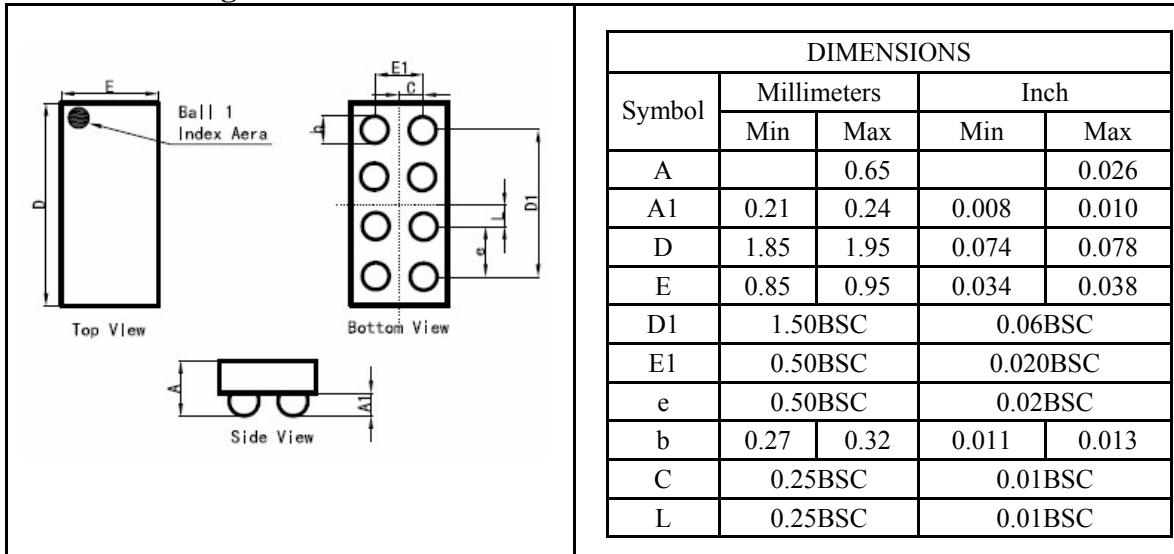 g
E
Ball 1
Index Aera
D
Top VIew
E1
C
b
D1
L
e
Bottom View
A
A1
Side View
DIMENSIONS
Symbol Millimeters Inch
Min Max Min Max
A 0.65 0.026
A1 0.21 0.24 0.008 0.010
D 1.85 1.95 0.074 0.078
E 0.85 0.95 0.034 0.038
D1 1.50BSC 0.06BSC
E1 0.50BSC 0.020BSC
e 0.50BSC 0.02BSC
b 0.27 0.32 0.011 0.013
C 0.25BSC 0.01BSC
L 0.25BSC 0.01BSC